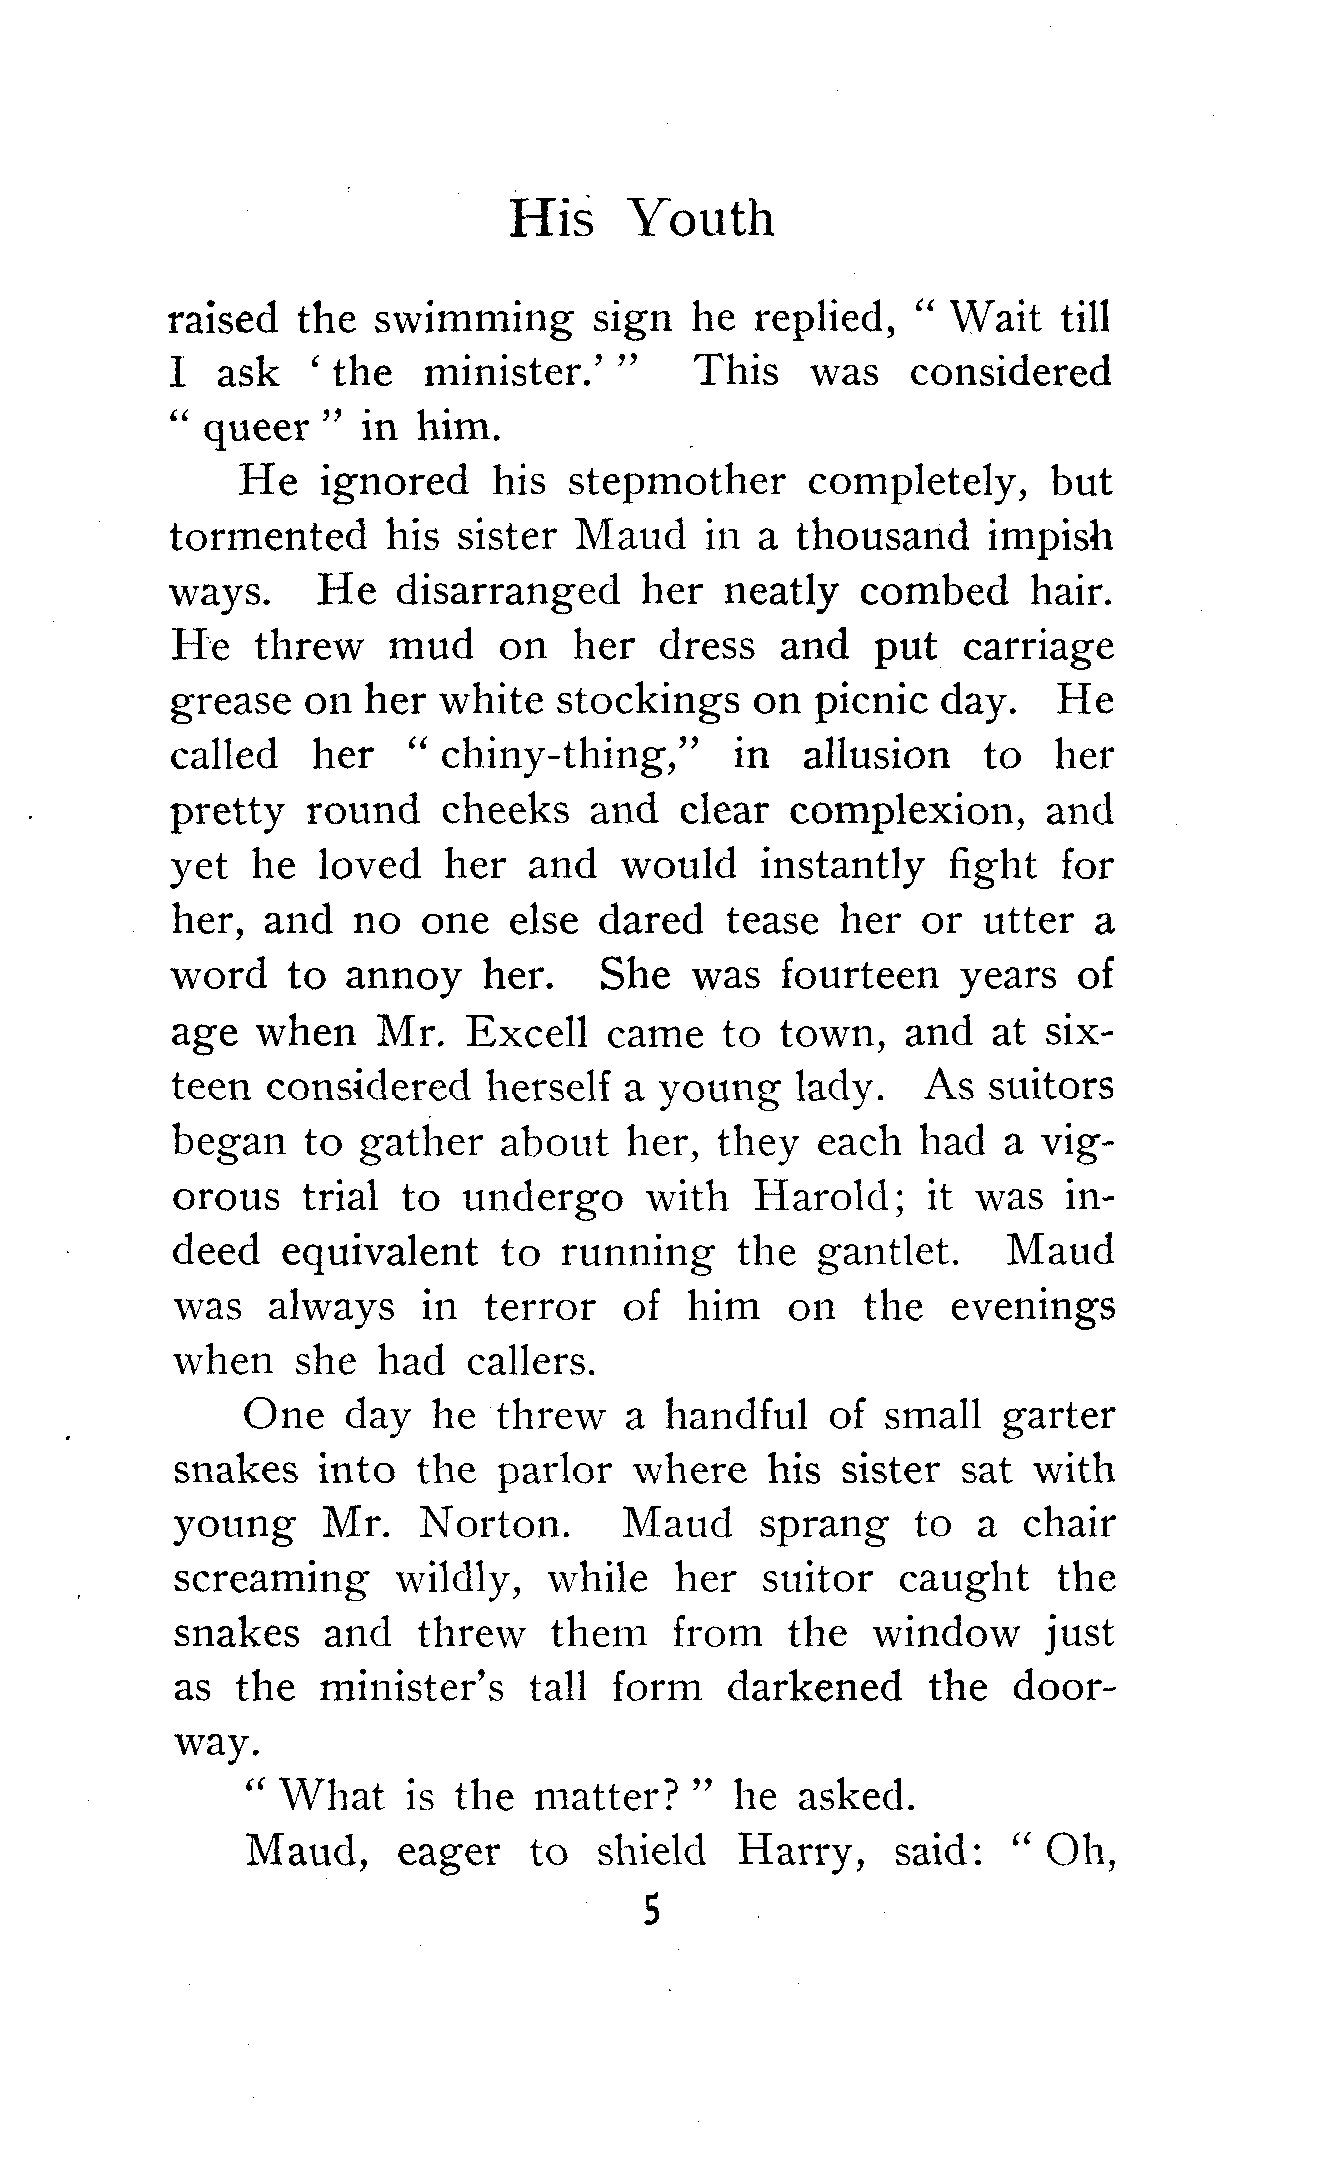 His Youth
raised the swimming sign he replied, " Wait till
I ask ' the minister.' " This was considered
" queer " in him.
He ignored his stepmother completely, but
tormented his sister Maud in a thousand impish
ways. He disarranged her neatly combed hair.
He threw mud on her dress and put carriage
grease on her white stockings on picnic day. He
called her " chiny-thing," in allusion to her
pretty round cheeks and clear complexion, and
yet he loved her and would instantly fight for
her, and no one else dared tease her or utter a
word to annoy her. She was fourteen years of
age when Mr. Excell came to town, and at six-
teen considered herself a young lady. As suitors
began to gather about her, they each had a vig-
orous trial to undergo with Harold; it was in-
deed equivalent to running the gantlet. Maud
was always in terror of him on the evenings
when she had callers.
One day he threw a handful of small garter
snakes into the parlor where his sister sat with
young Mr. Norton. Maud sprang to a chair
screaming wildly, while her suitor caught the
snakes and threw them from the window just
as the minister's tall form darkened the door-
way.
" What is the matter? " he asked.
Maud, eager to shield Harry, said: " Oh,
5